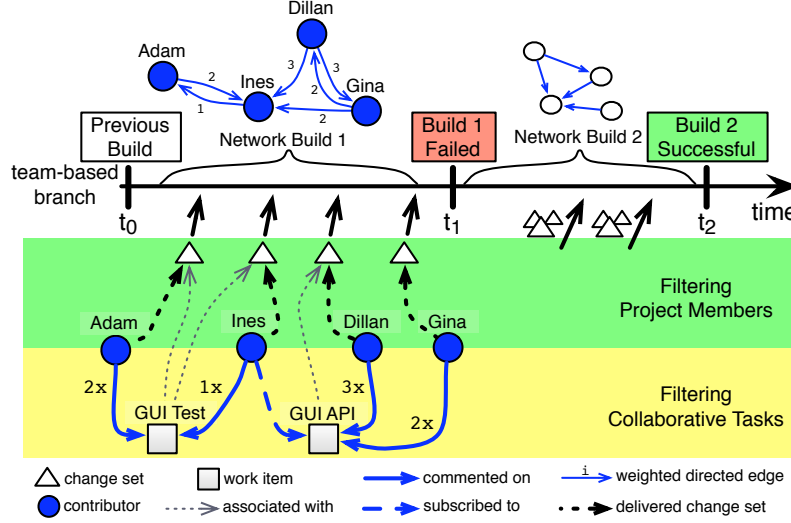 Dillan
Adam
Ines
Gina
2
1
3
3
2
2
Previous
Build
Network Build 1
Build 1
Failed
Network Build 2
Build 2
Successful
team-based
branch
t0
t1
t2
time
Filtering
Project Members
Adam
Ines
Dillan
Gina
2x
1x
3x
2x
GUI Test
GUI API
Filtering
Collaborative Tasks
change set
work item
commented on
i
weighted directed edge
contributor
associated with
subscribed to
delivered change set